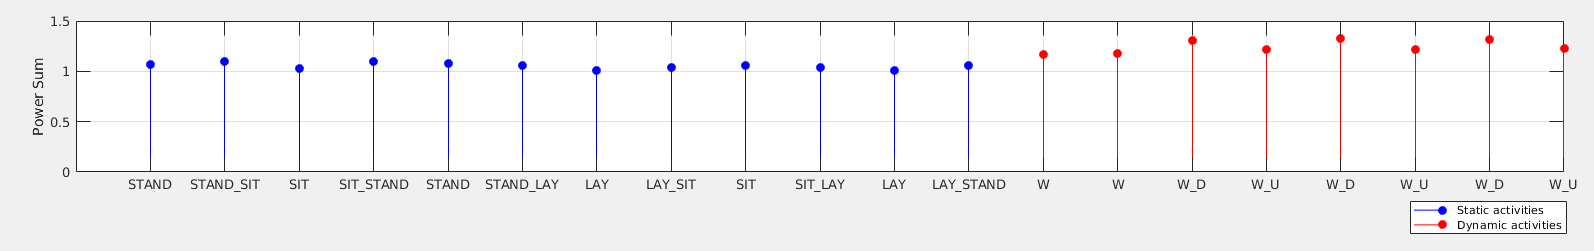 1.5
1
0.5
0
Power Sum
STAND STAND_SIT SIT SIT_STAND STAND STAND_LAY LAY LAY_SIT SIT SIT_LAY LAY LAY_STAND W W W_D W_U W_D W_U W_D W_U
Static activities
Dynamic activities